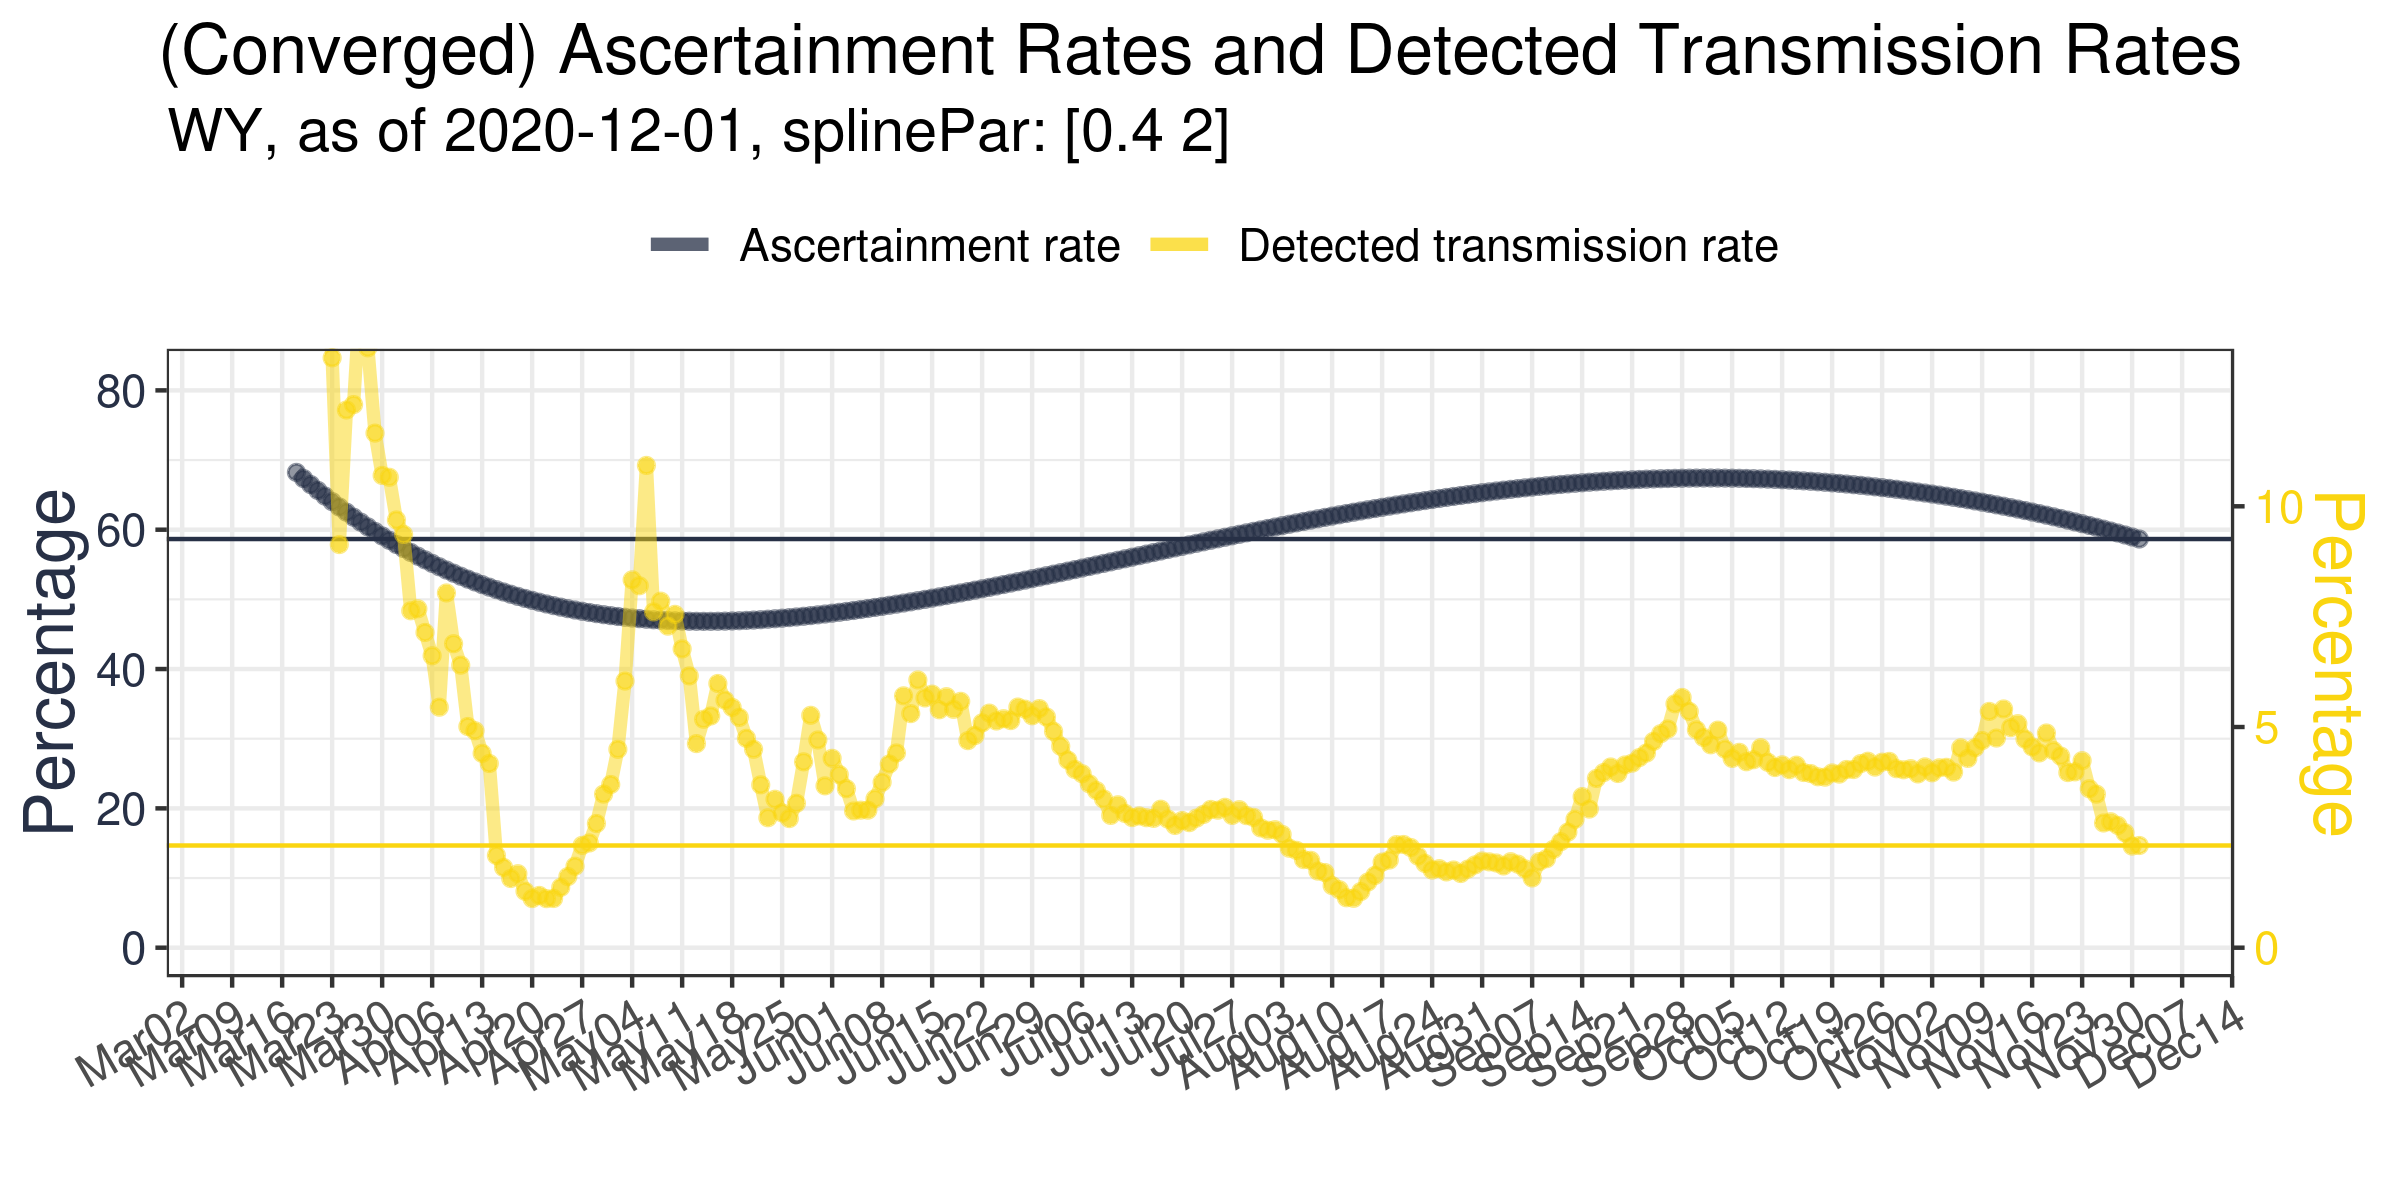 (Converged) Ascertainment Rates and Detected Transmission Rates
WY, as of 2020-12-01, splinePar: [0.4 2]
Ascertainment rate
Detected transmission rate
Percentage
80
60
40
20
0
10
5
0
Percentage
Mar02
Mar09
Mar16
Mar23
Mar30
Apr06
Apr13
Apr20
Apr27
May04
May11
May18
May25
Jun01
Jun08
Jun15
Jun22
Jun29
Jul06
Jul13
Jul20
Jul27
Aug03
Aug10
Aug17
Aug24
Aug31
Sep07
Sep14
Sep21
Sep28
Oct05
Oct12
Oct19
Oct26
Nov02
Nov09
Nov16
Nov23
Nov30
Dec07
Dec14